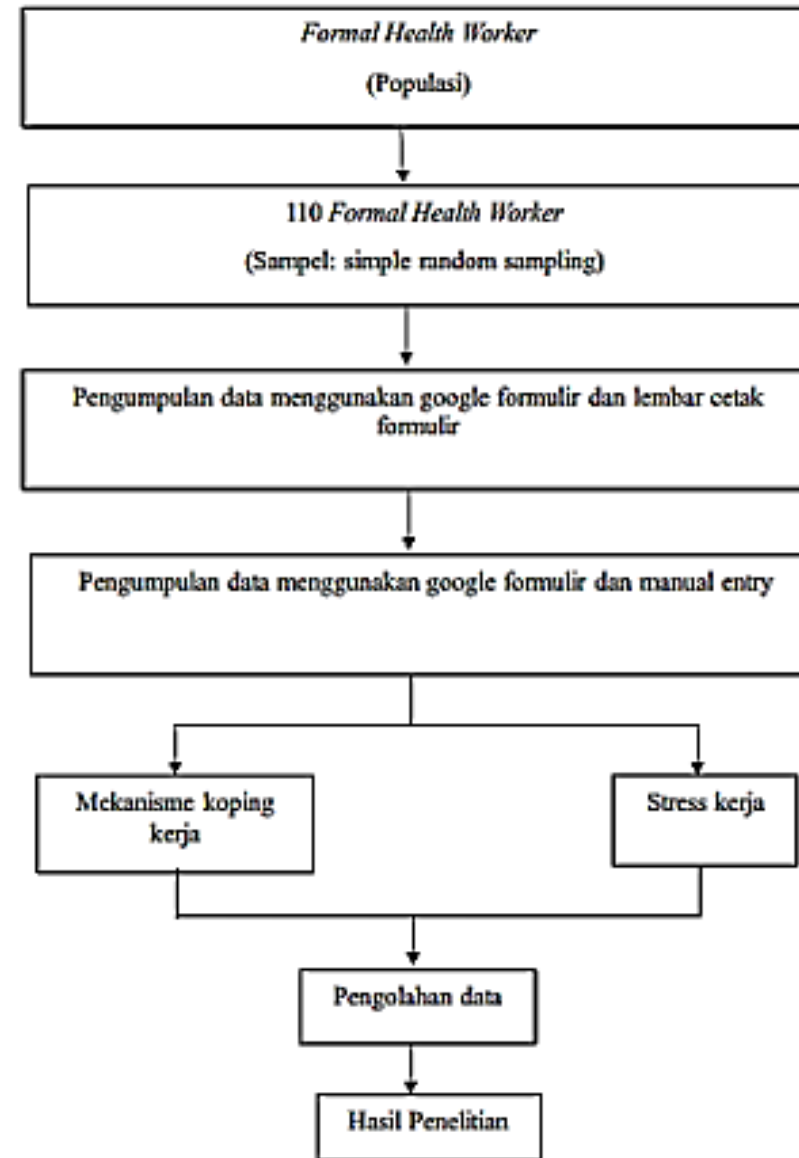 Formal Health Worker
(Populasi)
110 Formal Health Worker
(Sampel: simple random sampling)
Pengumpulan data menggunakan google formulir dan lembar cetak
formulir
Pengumpulan data menggunakan google formulir dan manual entry
Mekanisme koping
kerja
Stress kerja
Pengolahan data
Hasil Penelitian